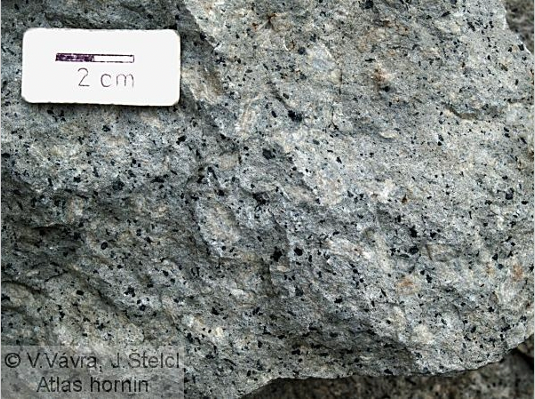 2 cm
© V.Vávra, J.Štelcl
Atlas hornin